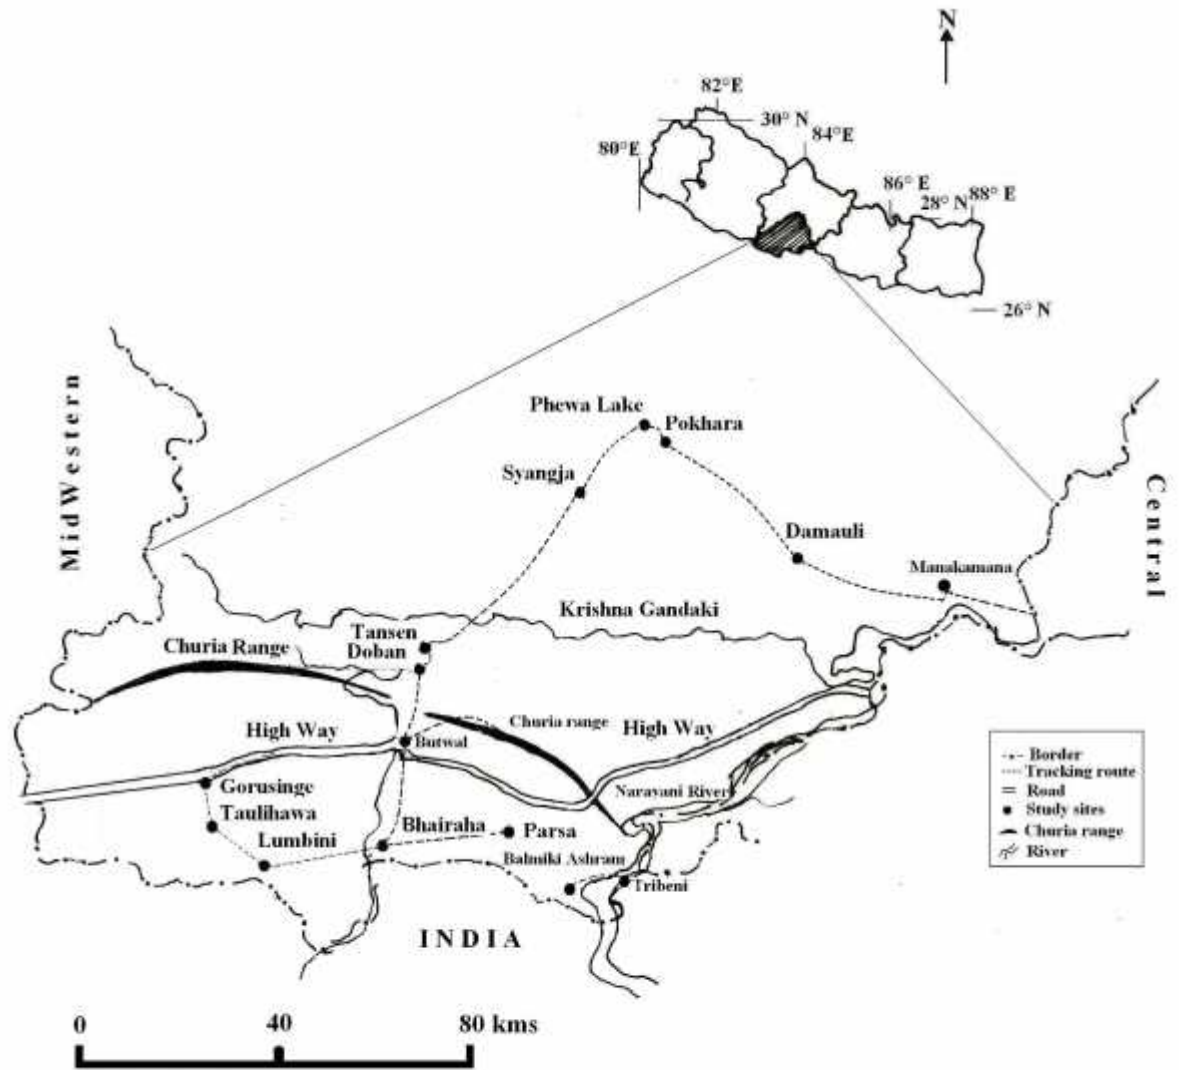 N
82°E
30° N
84°E
80°E
86° E
28° N
88° E
26° N
MidWestern
Central
Phewa Lake
Pokhara
Syangja
Damauli
Manakamana
Krishna Gandaki
Tansen
Doban
Churia Range
Churia range
High Way
High Way
Butwal
Narayani River
Gorusinge
Taulihawa
Lumbini
Bhairaha
Parsa
Balmiki Ashram
Tribeni
INDIA
Border
Tracking route
Road
Study sites
Churia range
River
0 40 80 kms